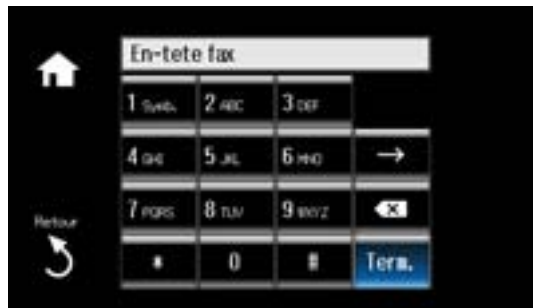 En-tete fax
1 Symb. 2 ABC 3 DEF
4 GHI 5 JKL 6 MNO →
7 PQRS 8 TUV 9 WXYZ
Retour
* 0 # Term.